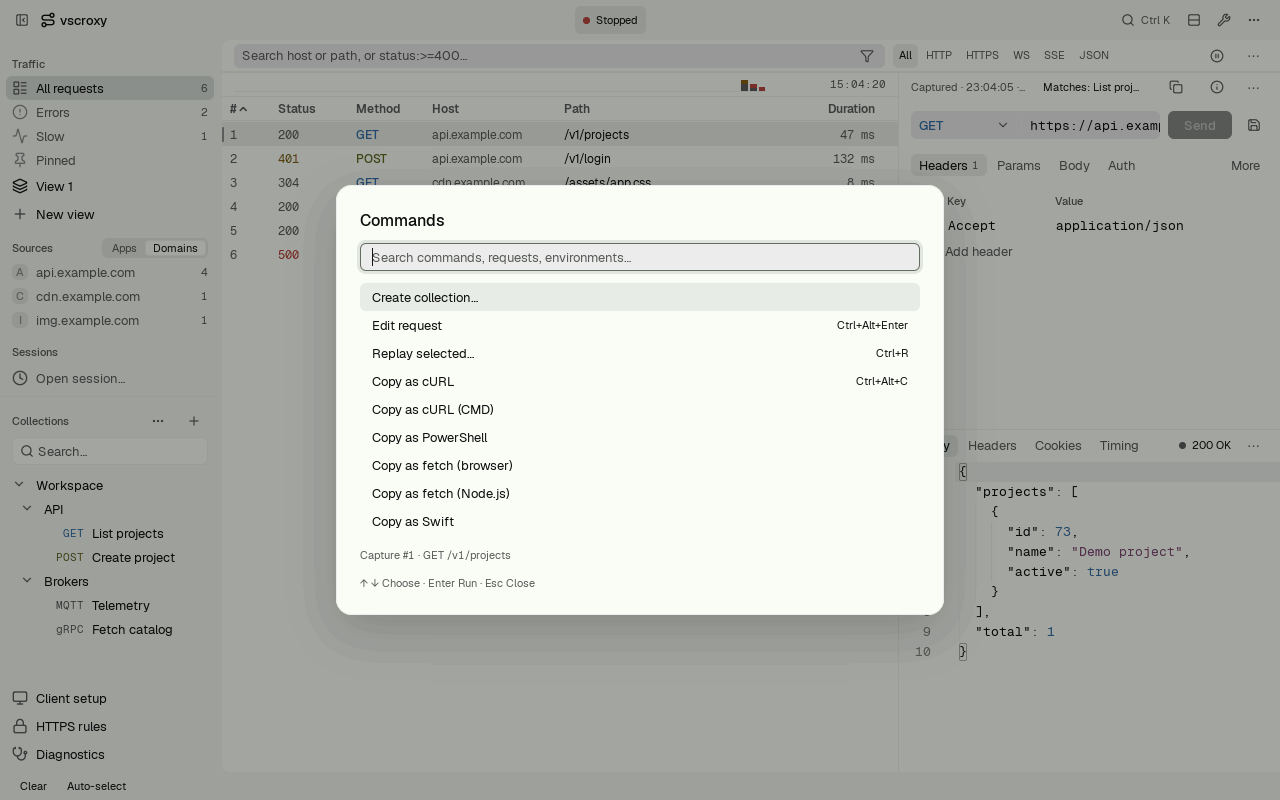 vscroxy
Stopped
Ctrl K
Traffic
All requests 6
Errors 2
Slow 1
Pinned
View 1
New view
Sources Apps Domains
A api.example.com 4
C cdn.example.com 1
I img.example.com 1
Sessions
Open session…
Collections
Search…
Workspace
API
GET List projects
POST Create project
Brokers
MQTT Telemetry
gRPC Fetch catalog
Client setup
HTTPS rules
Diagnostics
Clear Auto-select
Search host or path, or status:>=400…
All HTTP HTTPS WS SSE JSON
15:04:20
# Status Method Host Path Duration
1 200 GET api.example.com /v1/projects 47 ms
2 401 POST api.example.com /v1/login 132 ms
3 304 GET cdn.example.com /assets/app.css 8 ms
4 200
5 200
6 500
Captured · 23:04:05 ·… Matches: List proj…
GET https://api.examp Send
Headers 1 Params Body Auth More
Key Value
Accept application/json
Add header
Headers Cookies Timing 200 OK
{
"projects": [
{
"id": 73,
"name": "Demo project",
"active": true
}
],
9 "total": 1
10 }
Commands
Search commands, requests, environments…
Create collection…
Edit request Ctrl+Alt+Enter
Replay selected… Ctrl+R
Copy as cURL Ctrl+Alt+C
Copy as cURL (CMD)
Copy as PowerShell
Copy as fetch (browser)
Copy as fetch (Node.js)
Copy as Swift
Capture #1 · GET /v1/projects
↑↓ Choose · Enter Run · Esc Close